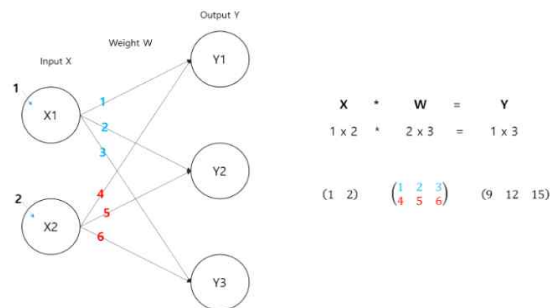 Output Y
Weight W
Input X
Y1
1
X1
1
2
3
Y2
2
X2
4
5
6
Y3
X * W = Y
1 x 2 * 2 x 3 = 1 x 3
(1 2) (1 2 3) (9 12 15)
(4 5 6)